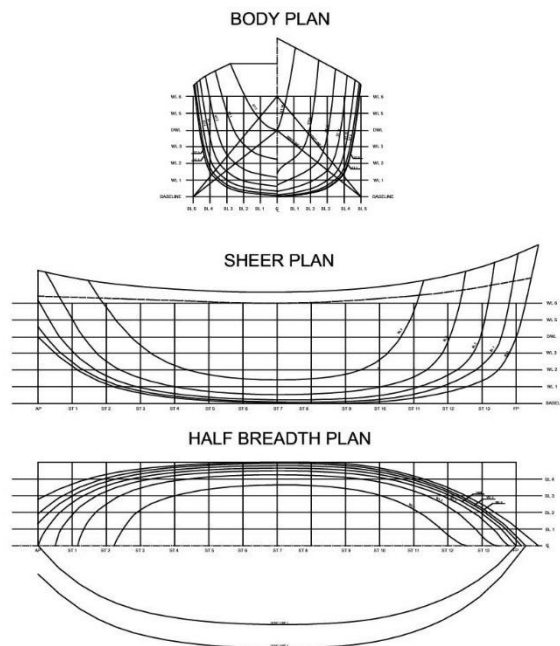 BODY PLAN
WL 6 WL 6
WL 5 WL 5
DWL DWL
WL 3 WL 3
WL 2 WL 2
WL 1 WL 1
BASELINE BASELINE
BL 5 BL 4 BL 3 BL 2 BL 1 ℄ BL 1 BL 2 BL 3 BL 4 BL 5
SHEER PLAN
WL 6
WL 5
DWL
WL 3
WL 2
WL 1
AP ST 1 ST 2 ST 3 ST 4 ST 5 ST 6 ST 7 ST 8 ST 9 ST 10 ST 11 ST 12 ST 13 FP
HALF BREADTH PLAN
BL 4
BL 3
BL 2
BL 1
℄
AP ST 1 ST 2 ST 3 ST 4 ST 5 ST 6 ST 7 ST 8 ST 9 ST 10 ST 11 ST 12 ST 13